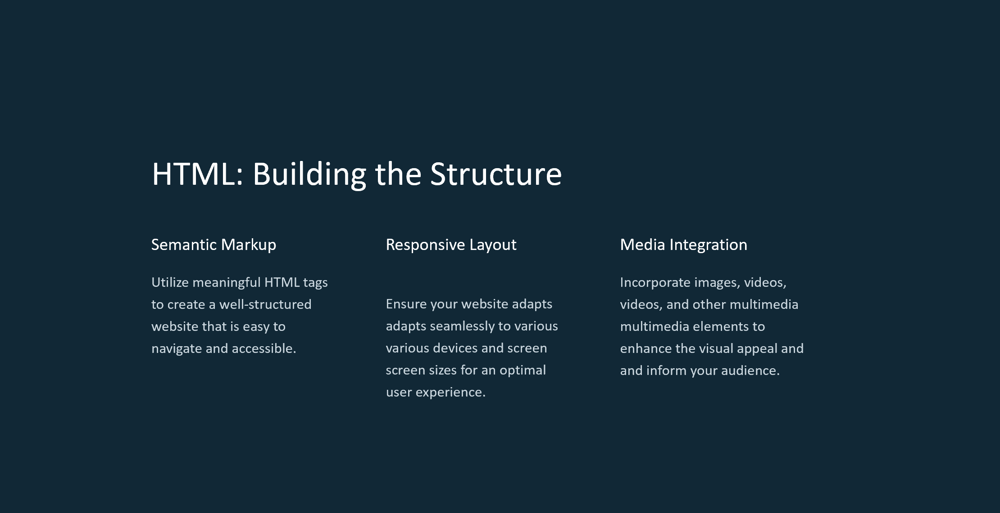 HTML: Building the Structure
Semantic Markup
Utilize meaningful HTML tags
to create a well-structured
website that is easy to
navigate and accessible.
Responsive Layout
Ensure your website adapts
adapts seamlessly to various
various devices and screen
screen sizes for an optimal
user experience.
Media Integration
Incorporate images, videos,
videos, and other multimedia
multimedia elements to
enhance the visual appeal and
and inform your audience.